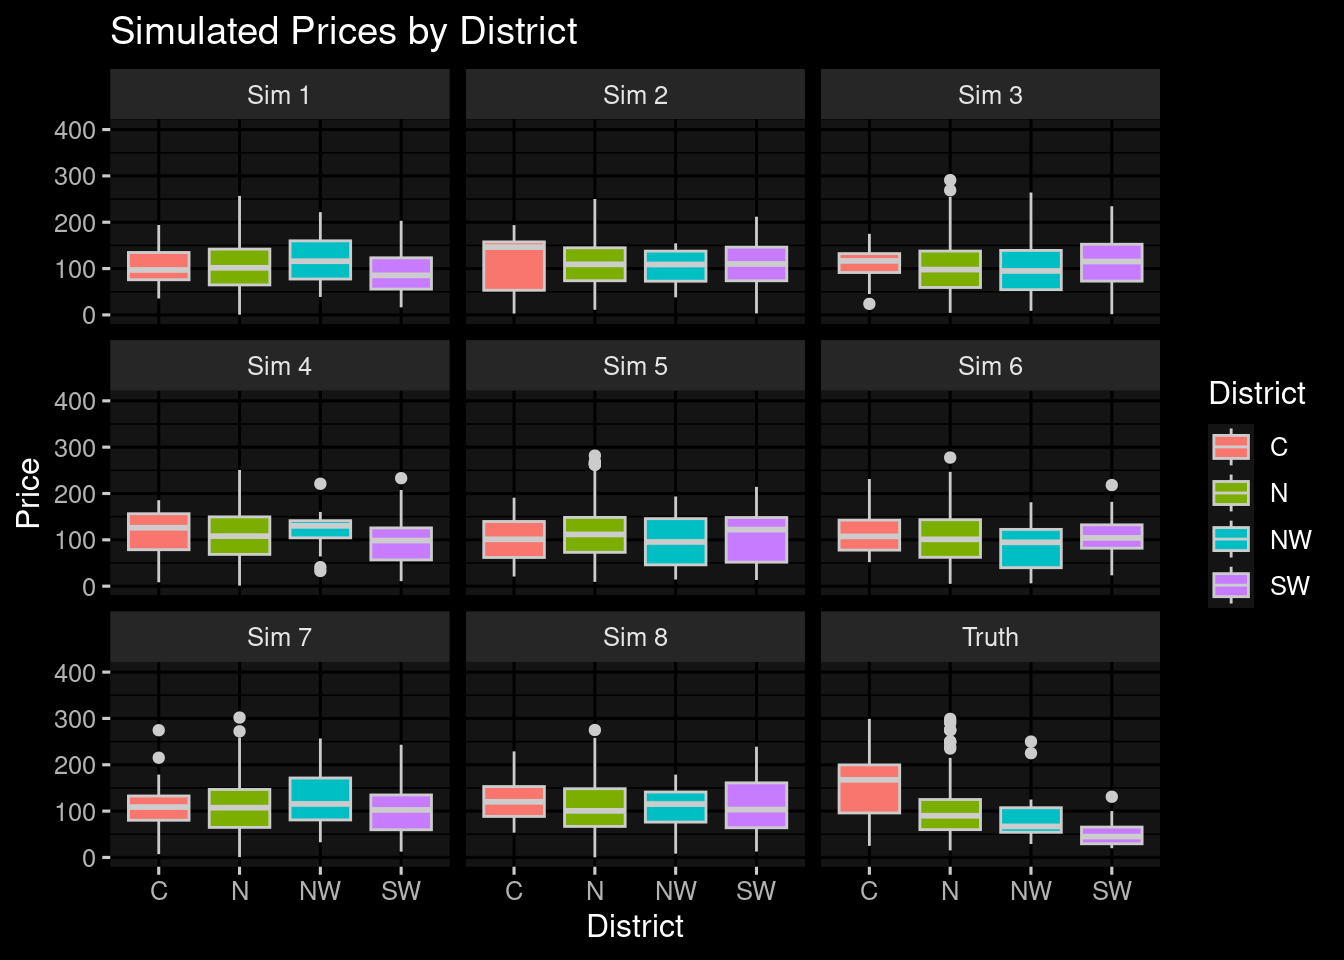 Simulated Prices by District
Sim 1
Sim 2
Sim 3
400
300
200
100
0
Sim 4
Sim 5
Sim 6
400
300
200
100
0
Sim 7
Sim 8
Truth
400
300
200
100
0
C
N
NW
SW
C
N
NW
SW
C
N
NW
SW
Price
District
District
C
N
NW
SW